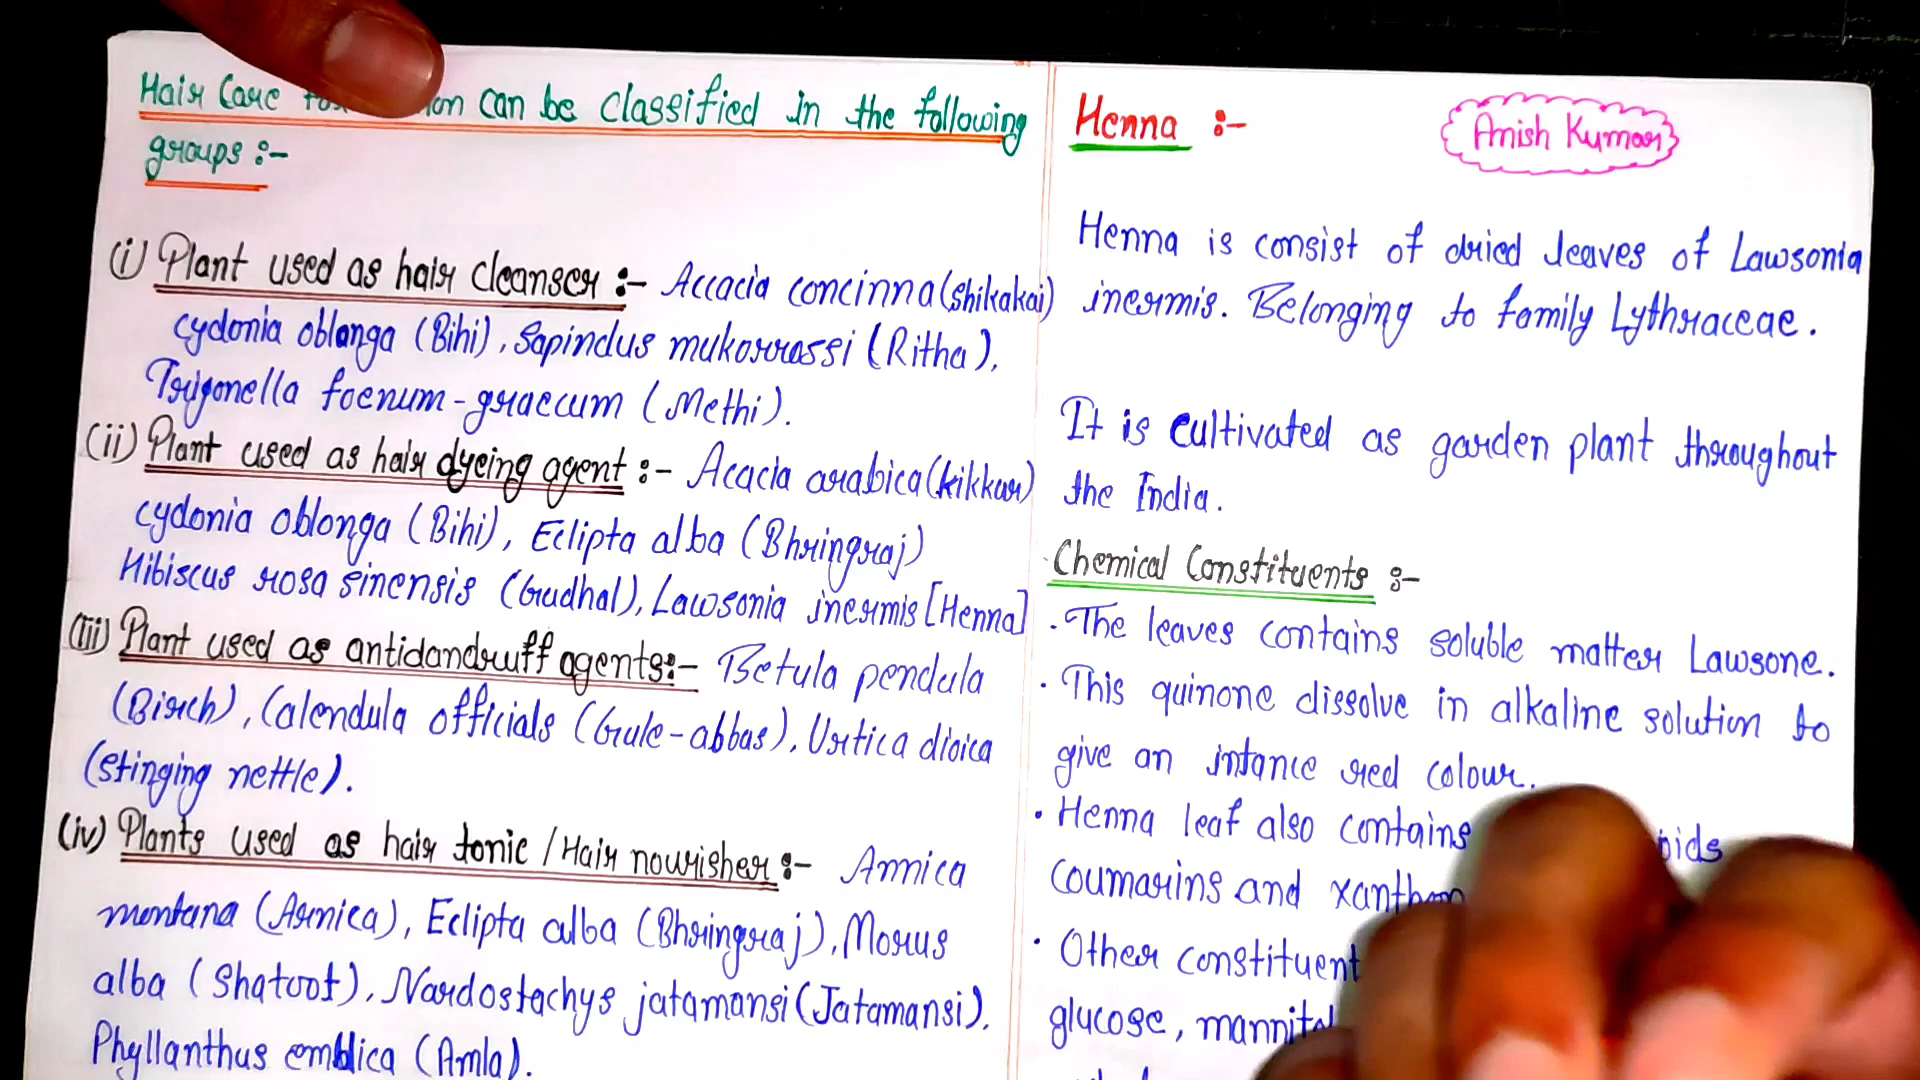 Hair Care can be classified in the following
groups :-
(i) Plant used as hair cleanser :- Accacia concinna (shikakai)
cydonia oblonga (Bihi), Sapindus mukorrassi (Ritha),
Trigonella foenum-graecum (Methi).
(ii) Plant used as hair dyeing agent :- Acacia arabica (kikkar)
cydonia oblonga (Bihi), Eclipta alba (Bhringraj)
Hibiscus rosa sinensis (Gudhal), Lawsonia inermis [Henna]
(iii) Plant used as antidandruff agents :- Betula pendula
(Birch), Calendula officials (Gule-abbas), Urtica dioica
(stinging nettle).
(iv) Plants used as hair tonic / Hair nourisher :- Arnica
montana (Arnica), Eclipta alba (Bhringraj), Morus
alba (Shatoot), Nardostachys jatamansi (Jatamansi).
Phyllanthus emblica (Amla).
Henna :-
Anish Kumar
Henna is consist of dried leaves of Lawsonia
inermis. Belonging to family Lythraceae.
It is cultivated as garden plant throughout
the India.
Chemical Constituents :-
• The leaves contains soluble matter Lawsone.
• This quinone dissolve in alkaline solution to
give an intance red colour.
• Henna leaf also contains
coumarins and
• Other constituent
glucose,